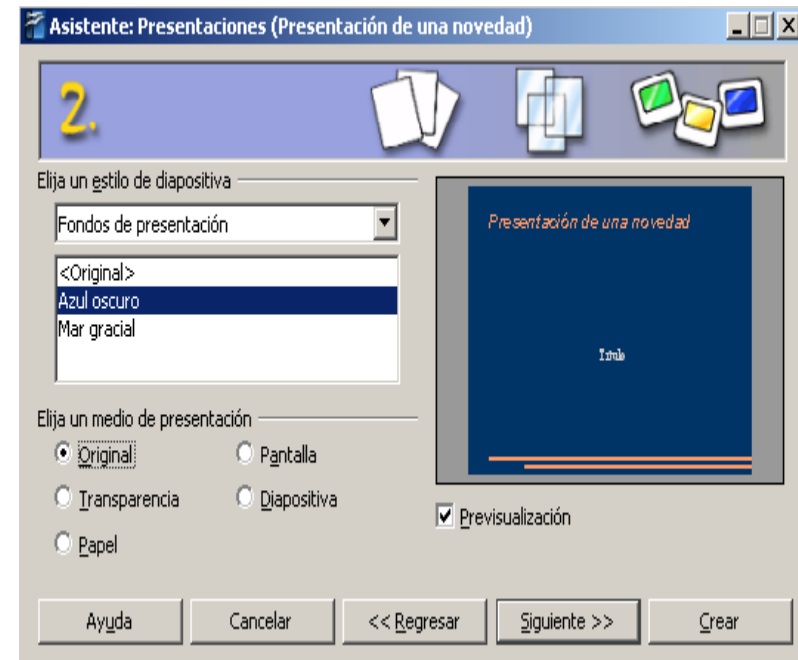 Asistente: Presentaciones (Presentación de una novedad)
2.
Elija un estilo de diapositiva
Fondos de presentación
<Original>
Azul oscuro
Mar gracial
Presentación de una novedad
Título
Elija un medio de presentación
Original
Pantalla
Transparencia
Diapositiva
Papel
Previsualización
Ayuda
Cancelar
<< Regresar
Siguiente >>
Crear